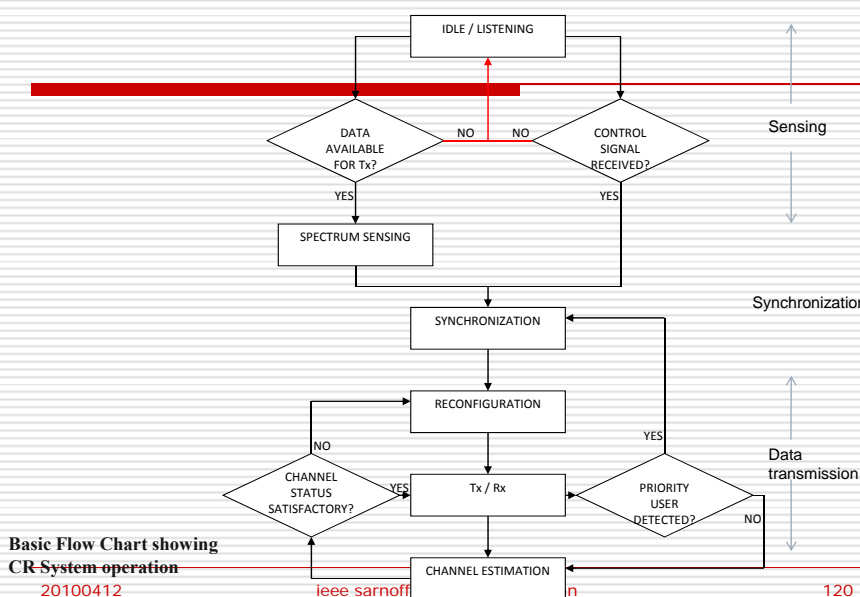 IDLE / LISTENING
DATA
AVAILABLE
FOR Tx?
NO
NO
CONTROL
SIGNAL
RECEIVED?
Sensing
YES
YES
SPECTRUM SENSING
SYNCHRONIZATION
Synchronization
RECONFIGURATION
NO
YES
CHANNEL
STATUS
SATISFACTORY?
YES
Tx / Rx
PRIORITY
USER
DETECTED?
NO
Data
transmission
Basic Flow Chart showing
CR System operation
CHANNEL ESTIMATION
20100412
ieee sarnoff
120